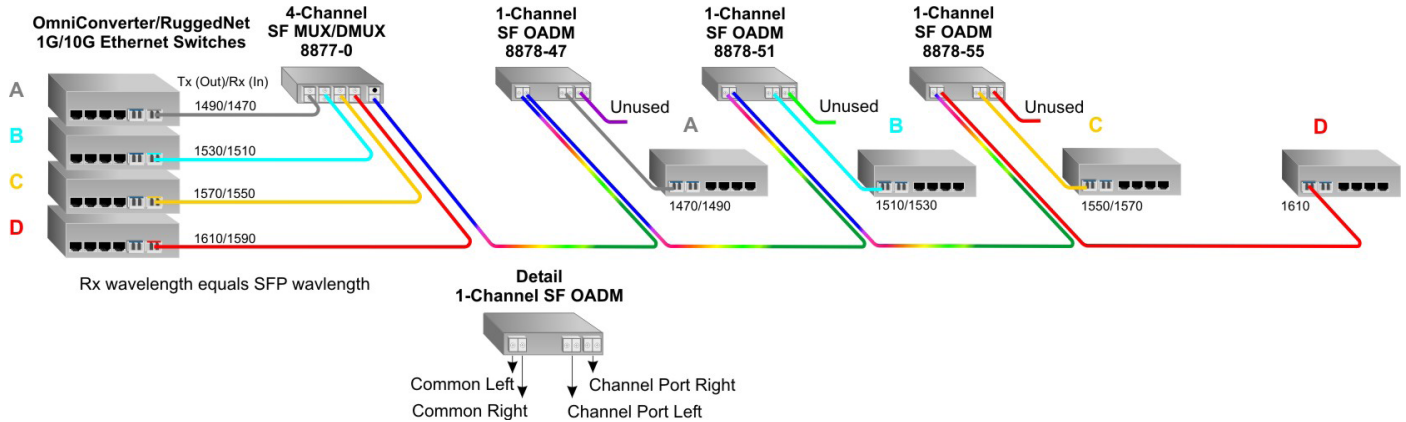 OmniConverter/RuggedNet
1G/10G Ethernet Switches
4-Channel
SF MUX/DMUX
8877-0
1-Channel
SF OADM
8878-47
1-Channel
SF OADM
8878-51
1-Channel
SF OADM
8878-55
Tx (Out)/Rx (In)
A
1490/1470
B
1530/1510
C
1570/1550
D
1610/1590
Unused
A
1470/1490
Unused
B
1510/1530
Unused
C
1550/1570
D
1610
Rx wavelength equals SFP wavlength
Detail
1-Channel SF OADM
Common Left
Channel Port Right
Common Right
Channel Port Left